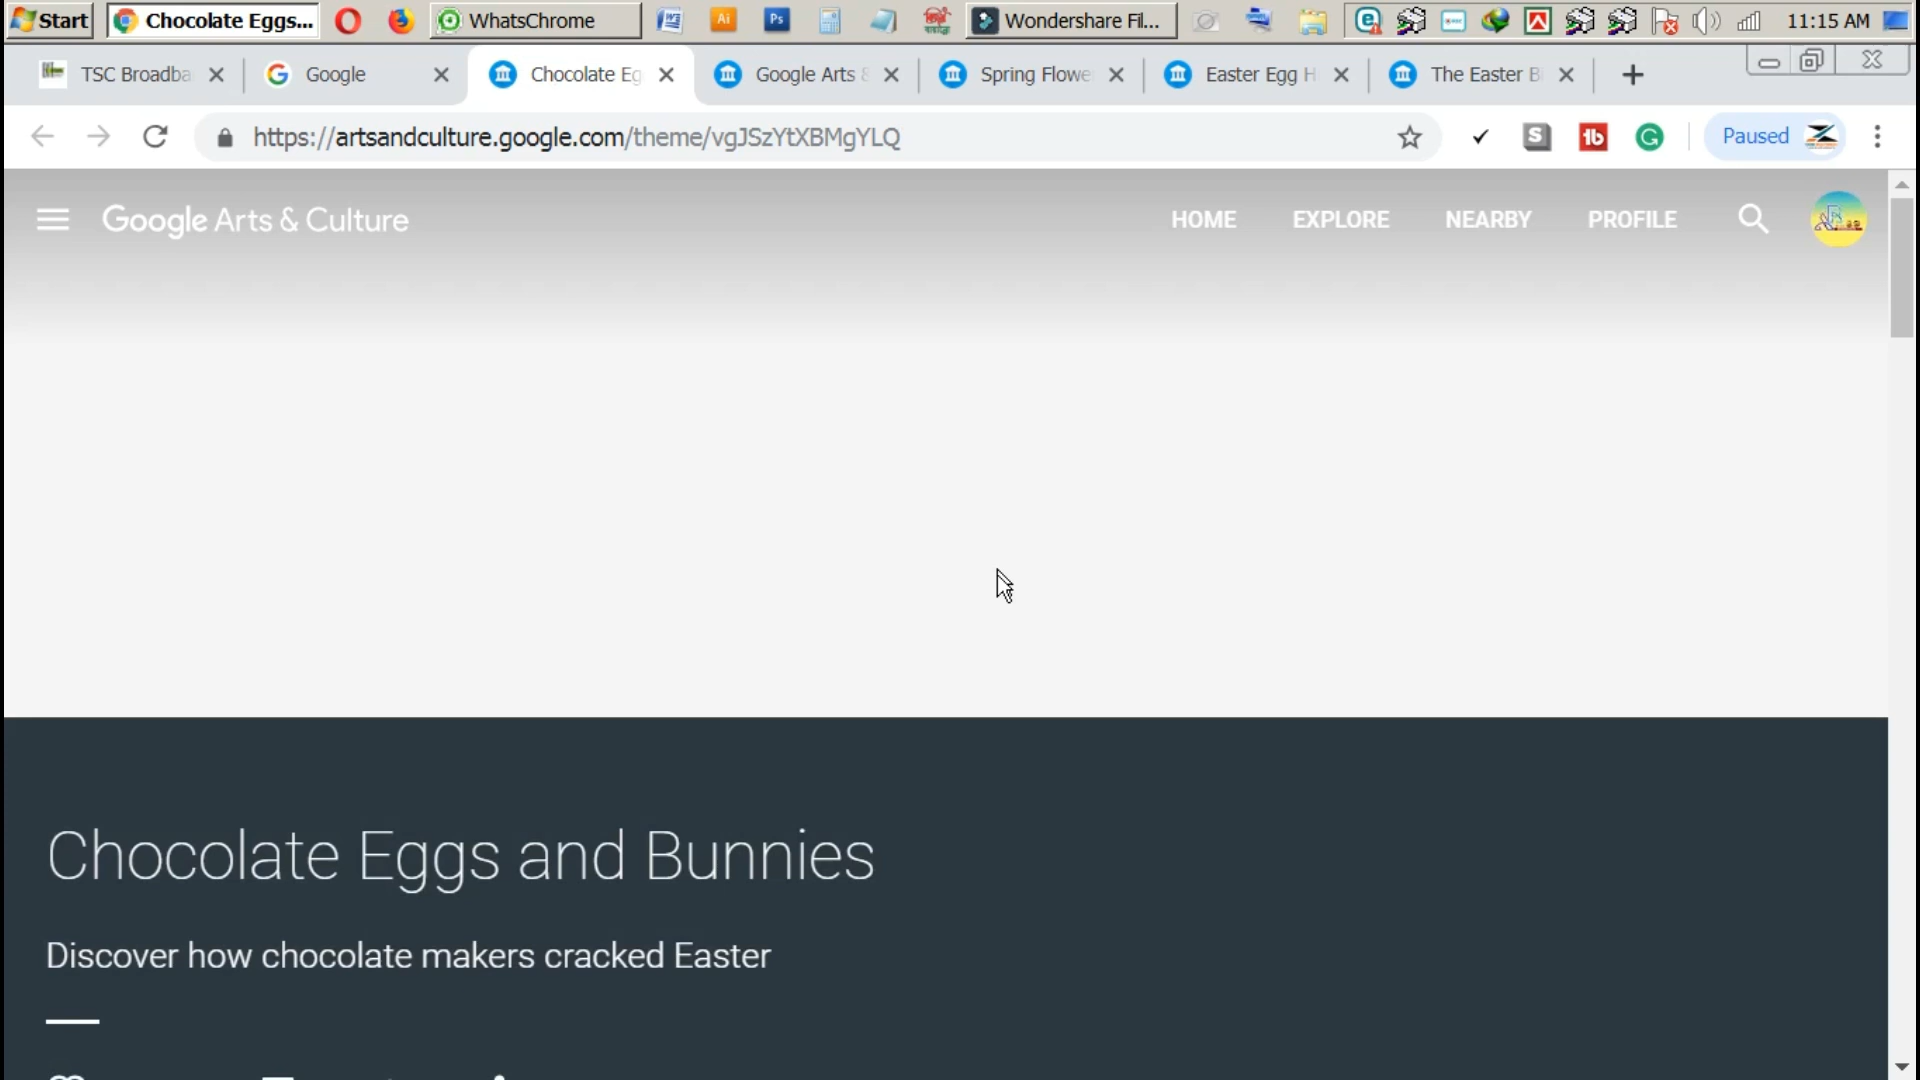 Start
Chocolate Eggs...
WhatsChrome
Ai
Ps
Wondershare Fil...
11:15 AM
TSC Broadba
Google
Chocolate Eg
Google Arts &
Spring Flowe
Easter Egg H
The Easter B
https://artsandculture.google.com/theme/vgJSzYtXBMgYLQ
Paused
Google Arts & Culture
HOME
EXPLORE
NEARBY
PROFILE
Chocolate Eggs and Bunnies
Discover how chocolate makers cracked Easter